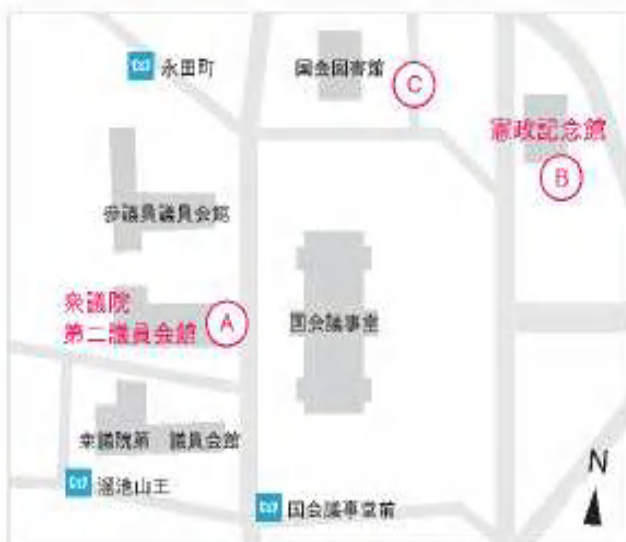 永田町
国会図書館
C
憲政記念館
B
参議院議員会館
衆議院
第二議員会館
A
国会議事堂
衆議院第 議員会館
溜池山王
国会議事堂前
N